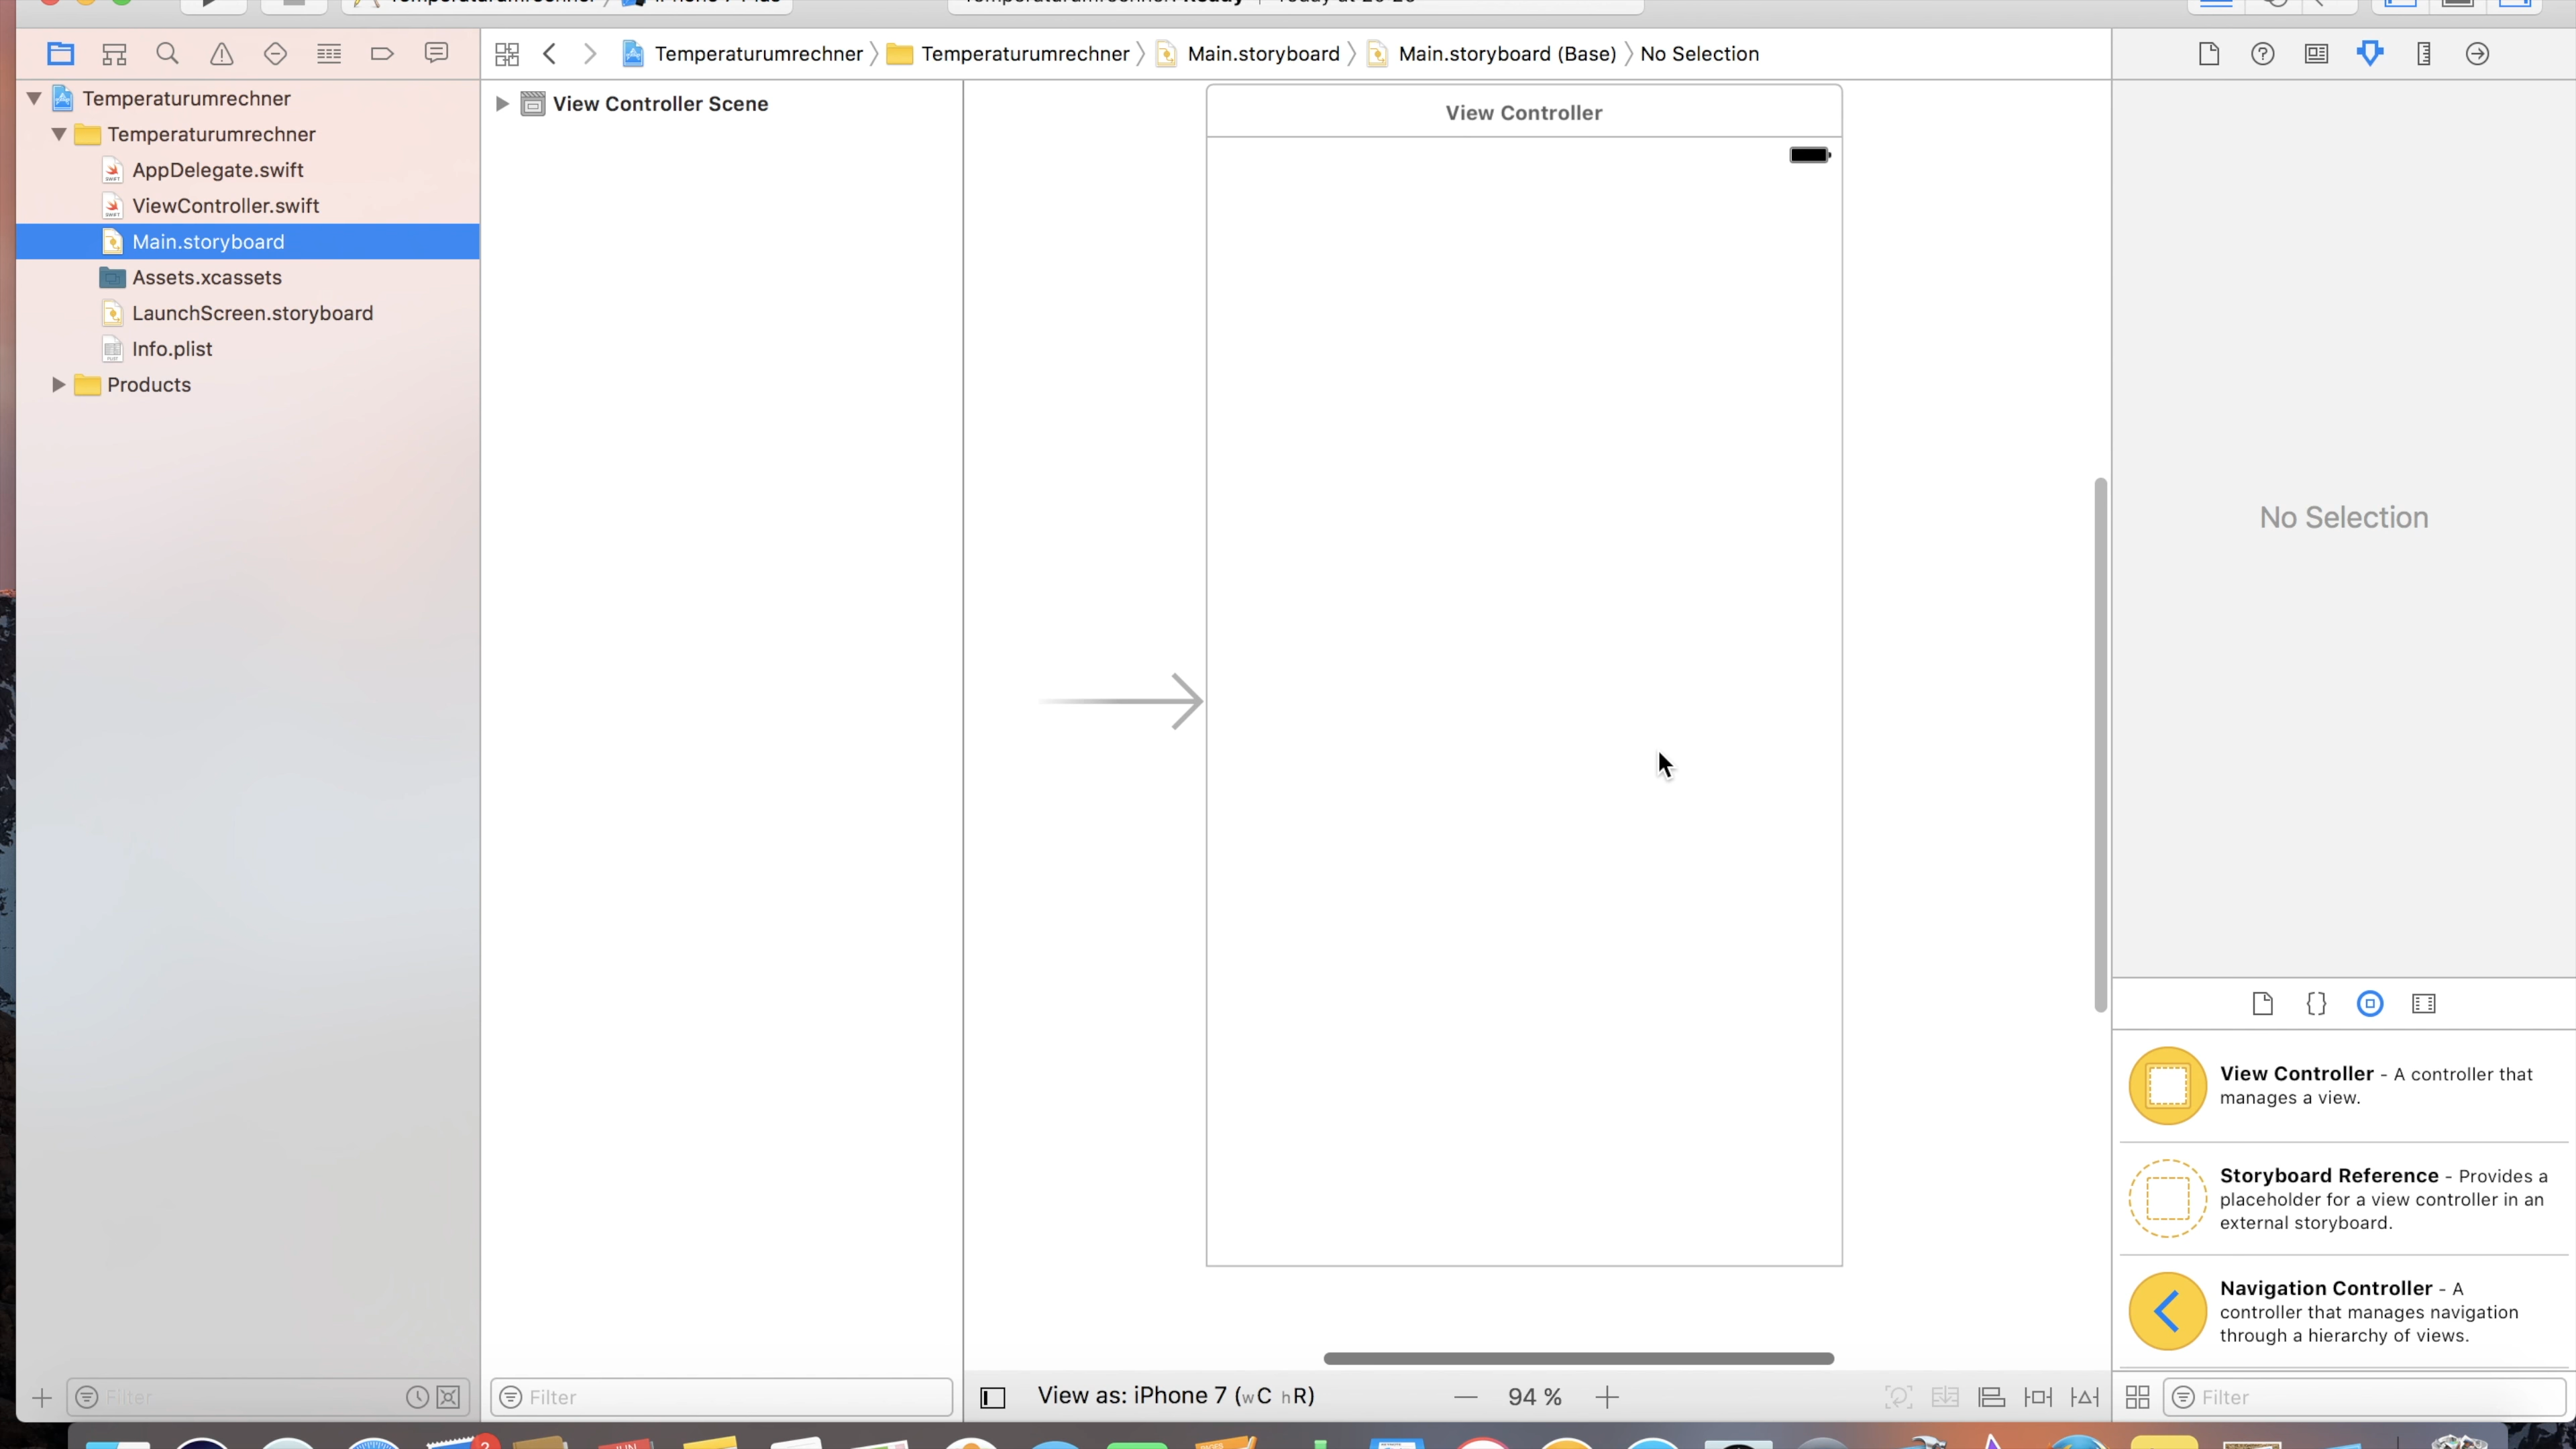 Temperaturumrechner
Temperaturumrechner
Temperaturumrechner
Main.storyboard
Main.storyboard (Base)
No Selection
Temperaturumrechner
Temperaturumrechner
AppDelegate.swift
ViewController.swift
Main.storyboard
Assets.xcassets
LaunchScreen.storyboard
Info.plist
Products
Filter
View Controller Scene
Filter
View Controller
View as: iPhone 7 (wC hR)
94 %
No Selection
View Controller - A controller that
manages a view.
Storyboard Reference - Provides a
placeholder for a view controller in an
external storyboard.
Navigation Controller - A
controller that manages navigation
through a hierarchy of views.
Filter